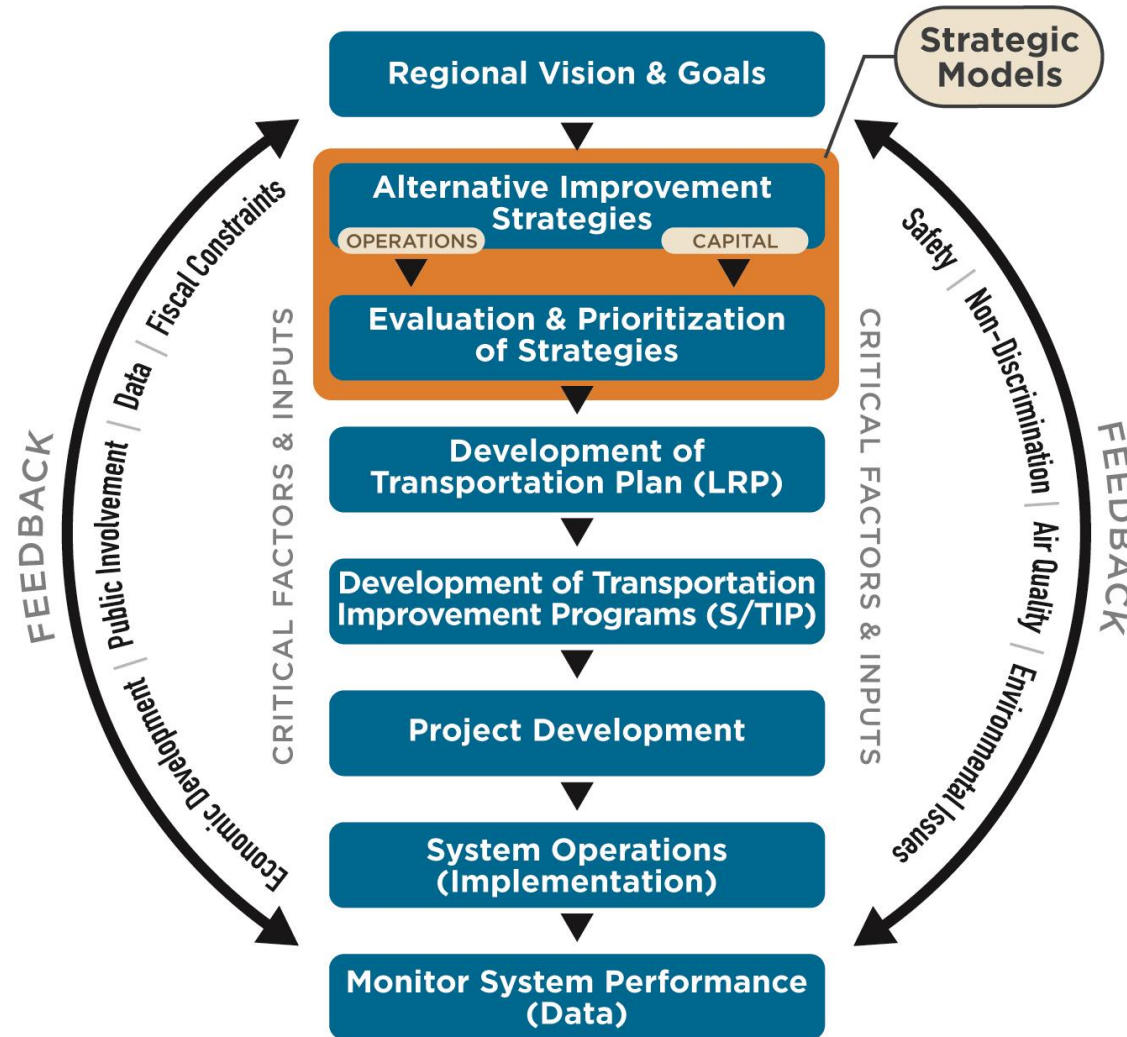 Strategic
Models
Regional Vision & Goals
Alternative Improvement
Strategies
OPERATIONS
CAPITAL
Evaluation & Prioritization
of Strategies
Development of
Transportation Plan (LRP)
Development of Transportation
Improvement Programs (S/TIP)
Project Development
System Operations
(Implementation)
Monitor System Performance
(Data)
FEEDBACK
Economic Development | Public Involvement | Data | Fiscal Constraints
CRITICAL FACTORS & INPUTS
CRITICAL FACTORS & INPUTS
Safety | Non-Discrimination | Air Quality | Environmental Issues
FEEDBACK